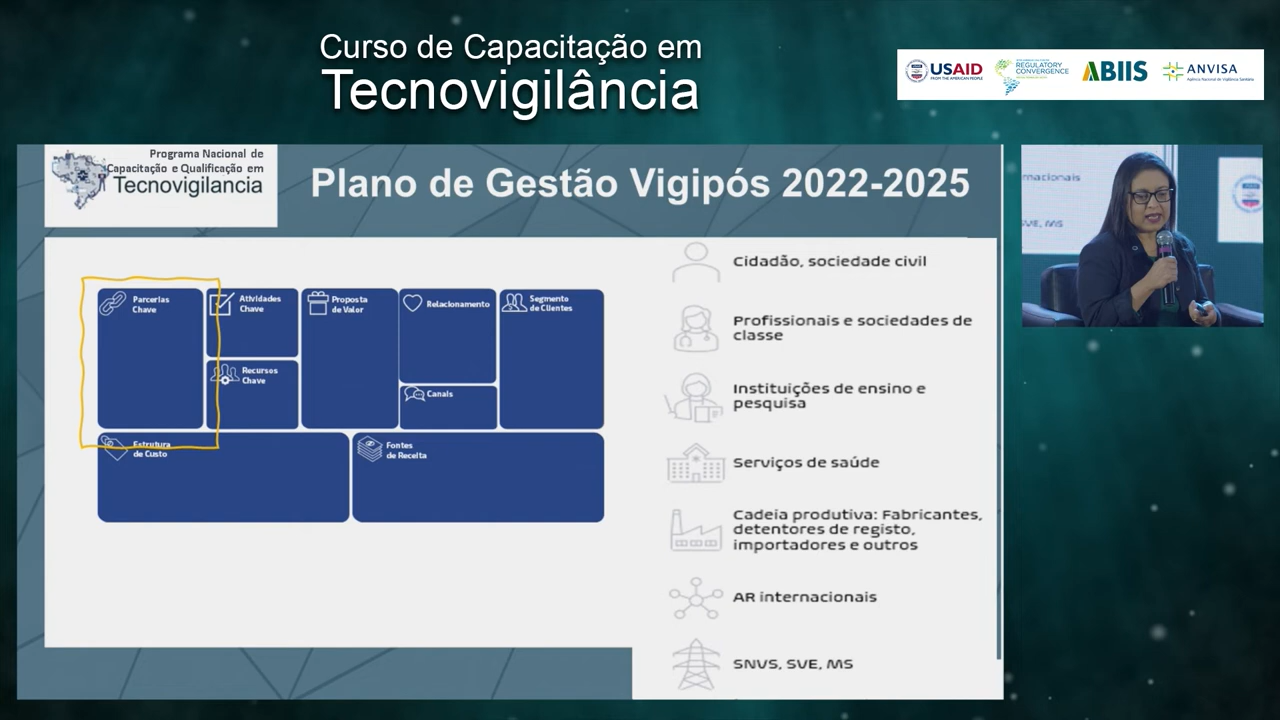 Curso de Capacitação em
Tecnovigilância
USAID
FROM THE AMERICAN PEOPLE
REGULATORY
CONVERGENCE
ABIIS
ANVISA
Agência Nacional de Vigilância Sanitária
Programa Nacional de
Capacitação e Qualificação em
Tecnovigilancia
Plano de Gestão Vigipós 2022-2025
Parcerias
Chave
Atividades
Chave
Recursos
Chave
Proposta
de Valor
Relacionamento
Canais
Segmento
de Clientes
Estrutura
de Custo
Fontes
de Receita
Cidadão, sociedade civil
Profissionais e sociedades de
classe
Instituições de ensino e
pesquisa
Serviços de saúde
Cadeia produtiva: Fabricantes,
detentores de registo,
importadores e outros
AR internacionais
SNVS, SVE, MS
rnacionais
SVE, MS